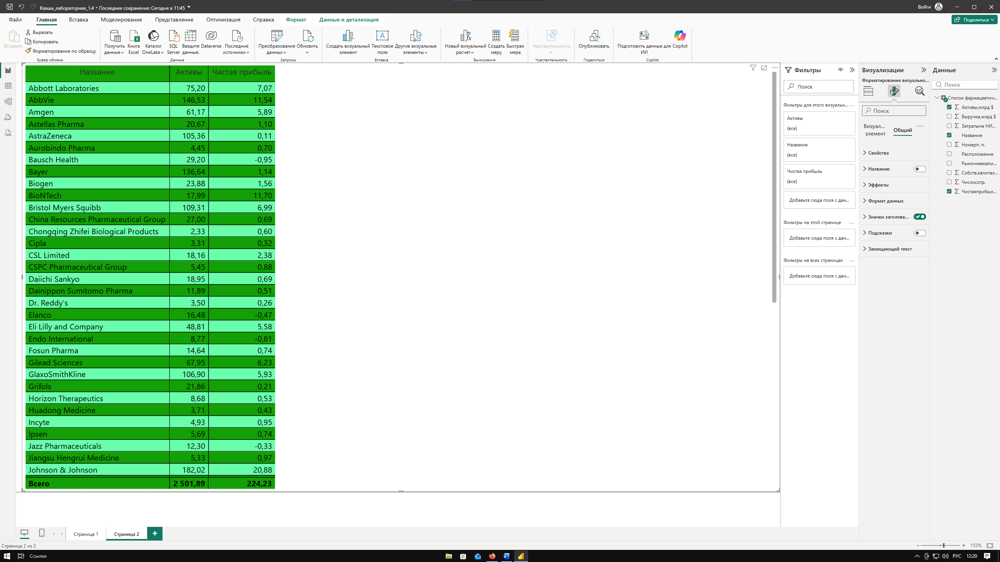 Кваша_лабораторная_1.4 • Последнее сохранение: Сегодня в 11:45
Войти
Файл Главная Вставка Моделирование Представление Оптимизация Справка Формат Данные и детализация
Поделиться
Вставить
Вырезать
Копировать
Форматирование по образцу
Буфер обмена
Получить данные
Книга Excel
Каталог OneLake
SQL Server
Введите данные.
Dataverse
Последние источники
Данные
Преобразование данных
Обновить
Запросы
Создать визуальный элемент
Текстовое поле
Другие визуальные элементы
Вставка
Новый визуальный расчет
Создать меру
Быстрая мера
Вычисления
Чувствительность
Чувствительность
Опубликовать
Поделиться
Подготовить данные для ИИ
Copilot
Copilot
DAX
TMDL
Название Активы Чистая прибыль
Abbott Laboratories 75,20 7,07
AbbVie 146,53 11,54
Amgen 61,17 5,89
Astellas Pharma 20,67 1,10
AstraZeneca 105,36 0,11
Aurobindo Pharma 4,45 0,70
Bausch Health 29,20 -0,95
Bayer 136,64 1,14
Biogen 23,88 1,56
BioNTech 17,99 11,70
Bristol Myers Squibb 109,31 6,99
China Resources Pharmaceutical Group 27,00 0,69
Chongqing Zhifei Biological Products 2,33 0,60
Cipla 3,31 0,32
CSL Limited 18,16 2,38
CSPC Pharmaceutical Group 5,45 0,88
Daiichi Sankyo 18,95 0,69
Dainippon Sumitomo Pharma 11,89 0,51
Dr. Reddy’s 3,50 0,26
Elanco 16,48 -0,47
Eli Lilly and Company 48,81 5,58
Endo International 8,77 -0,61
Fosun Pharma 14,64 0,74
Gilead Sciences 67,95 6,23
GlaxoSmithKline 106,90 5,93
Grifols 21,86 0,21
Horizon Therapeutics 8,68 0,53
Huadong Medicine 3,71 0,43
Incyte 4,93 0,95
Ipsen 5,69 0,74
Jazz Pharmaceuticals 12,30 -0,33
Jiangsu Hengrui Medicine 5,33 0,97
Johnson & Johnson 182,02 20,88
Всего 2 501,89 224,23
Фильтры
Поиск
Фильтры для этого визуальн...
Активы
(все)
Название
(все)
Чистая прибыль
(все)
Добавьте сюда поля с дан...
Фильтры на этой странице
Добавьте сюда поля с дан...
Фильтры на всех страницах
Добавьте сюда поля с дан...
Визуализации
Форматирование визуально...
Поиск
Визуал... элемент
Общий
Свойства
Название
Эффекты
Формат данных
Значки заголовк...
Подсказки
Замещающий текст
Данные
Поиск
Список фармацевтич...
Активы,млрд $
Выручка,млрд $
Затратына НИ...
Название
Номерп. п.
Расположение
Рыночнаякапи...
Собств.капитал...
Числосотр.
Чистаяприбыл...
Страница 1
Страница 2
Страница 2 из 2
153%
Ссылки
РУС 12:20